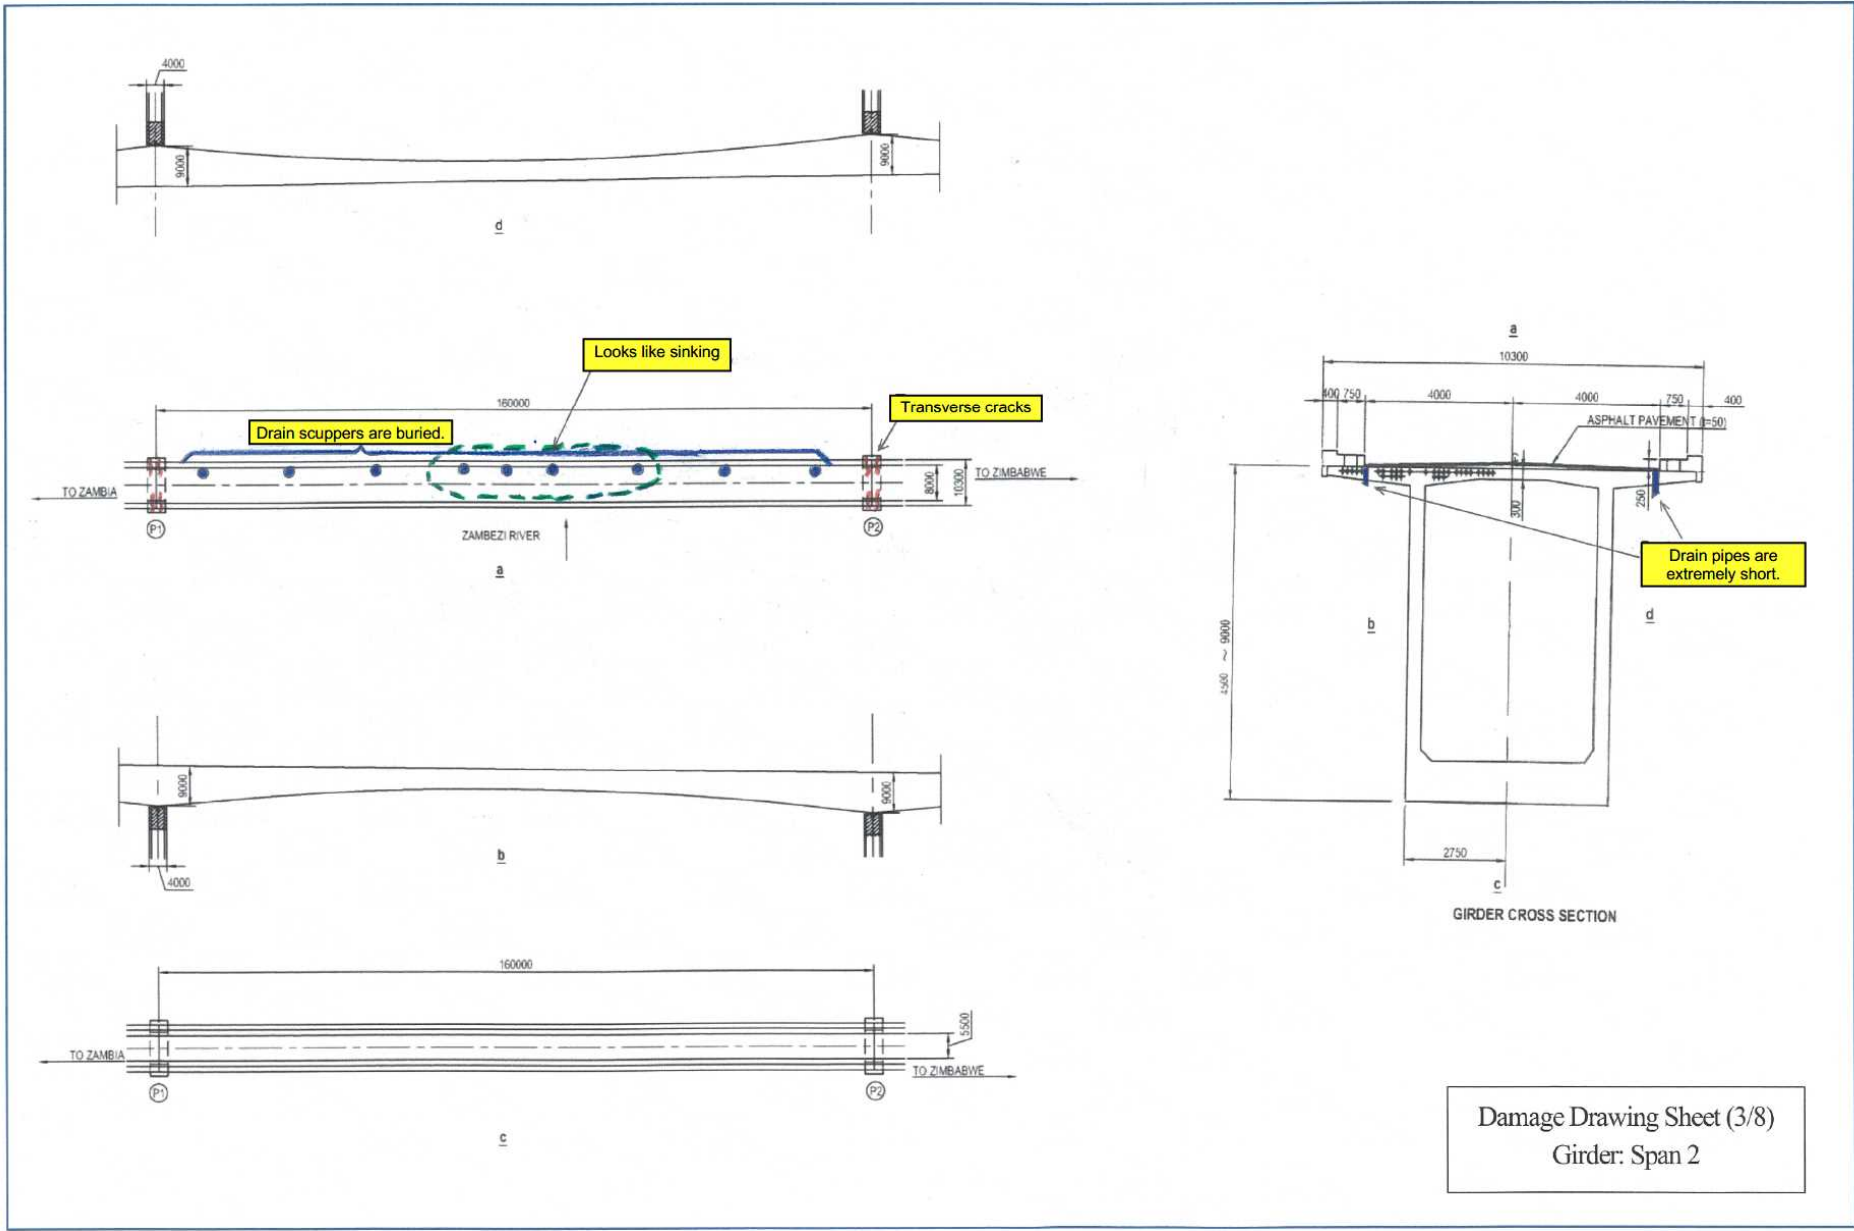 4000
9000
9000
d
Looks like sinking
160000
Transverse cracks
Drain scuppers are buried.
TO ZAMBIA
8000
10300
TO ZIMBABWE
P1
P2
ZAMBEZI RIVER
a
9000
9000
b
4000
160000
5500
TO ZAMBIA
TO ZIMBABWE
P1
P2
c
a
10300
400
750
4000
4000
750
400
ASPHALT PAVEMENT (t=50)
300
250
Drain pipes are
extremely short.
b
d
4500 ~ 9000
2750
c
GIRDER CROSS SECTION
Damage Drawing Sheet (3/8)
Girder: Span 2